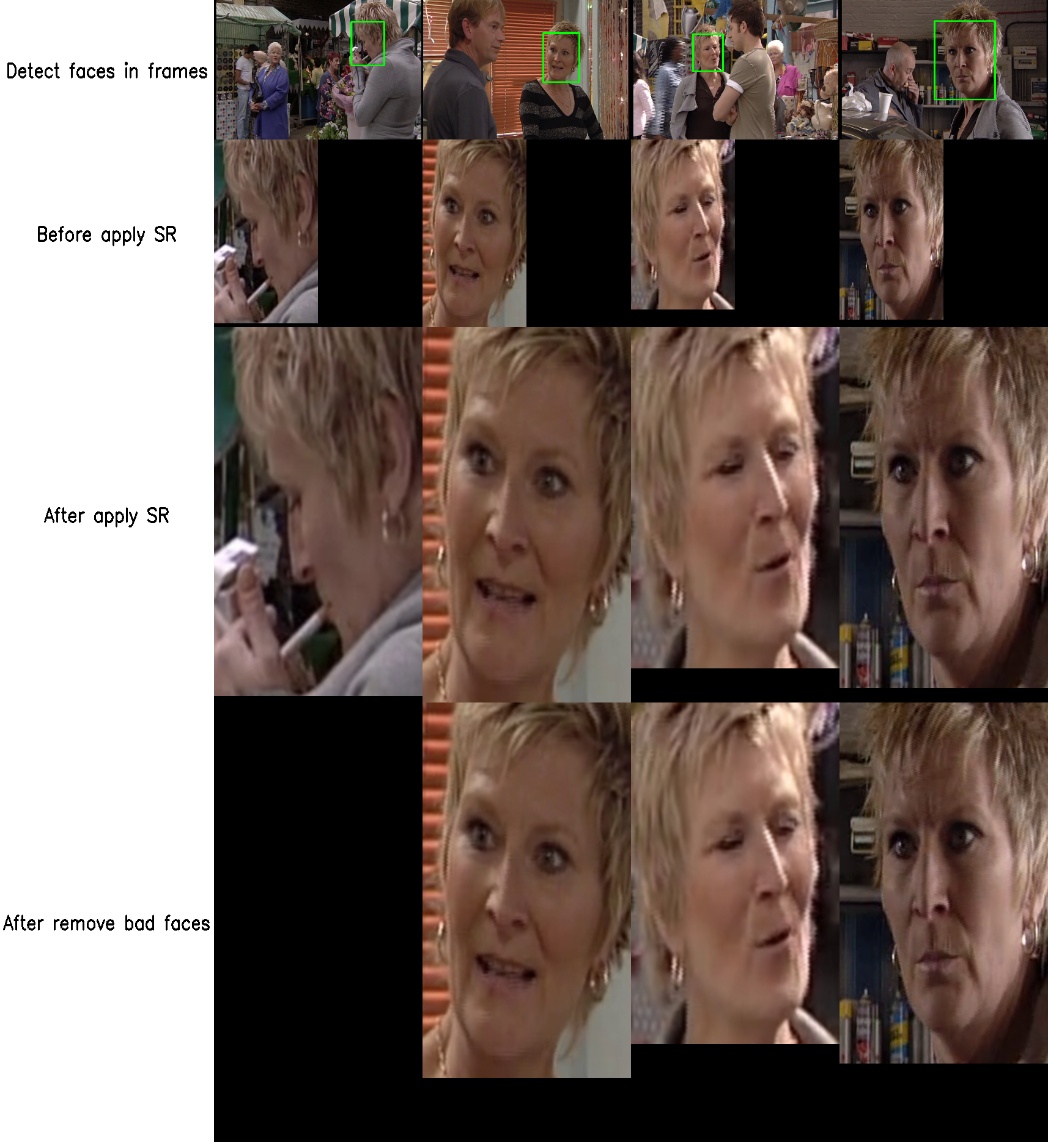 Detect faces in frames
Before apply SR
After apply SR
After remove bad faces